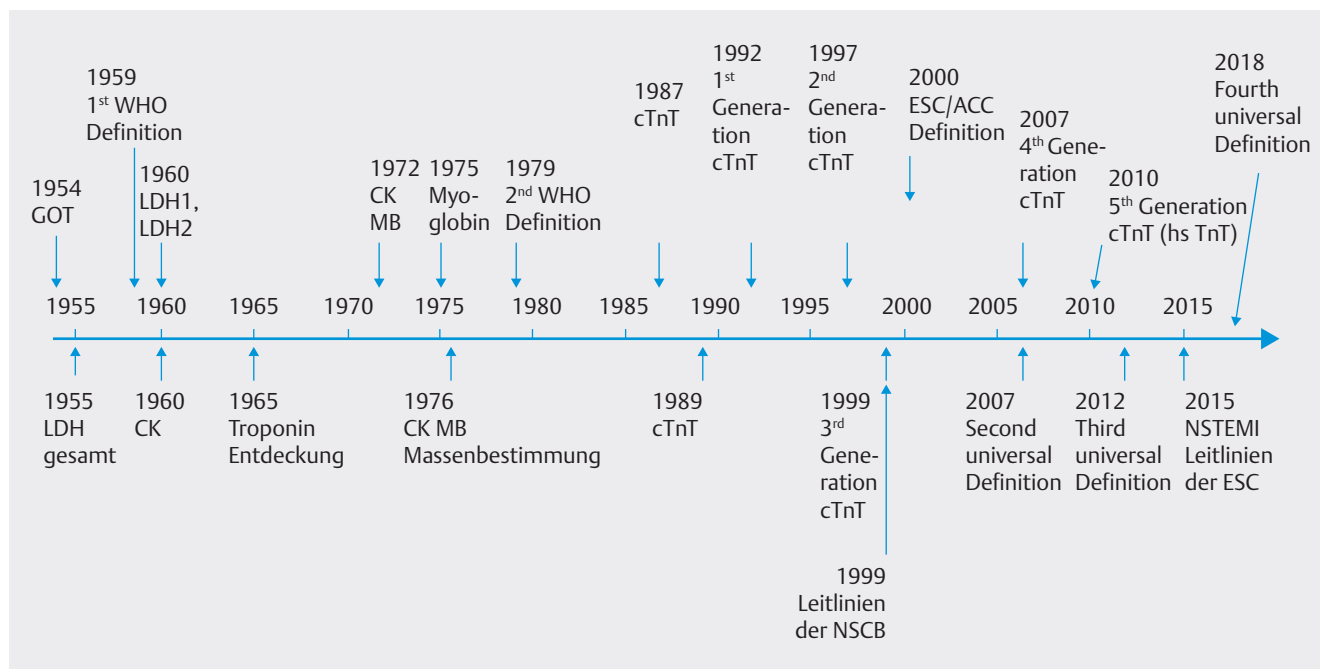 1959
1st WHO
Definition
1954
GOT
1960
LDH1,
LDH2
1972
CK
MB
1975
Myo-
globin
1979
2nd WHO
Definition
1987
cTnT
1992
1st
Genera-
tion
cTnT
1997
2nd
Genera-
tion
cTnT
2000
ESC/ACC
Definition
2007
4th Gene-
ration
cTnT
2010
5th Generation
cTnT (hs TnT)
2018
Fourth
universal
Definition
1955 1960 1965 1970 1975 1980 1985 1990 1995 2000 2005 2010 2015
1955
LDH
gesamt
1960
CK
1965
Troponin
Entdeckung
1976
CK MB
Massenbestimmung
1989
cTnT
1999
3rd
Gene-
ration
cTnT
1999
Leitlinien
der NSCB
2007
Second
universal
Definition
2012
Third
universal
Definition
2015
NSTEMI
Leitlinien
der ESC